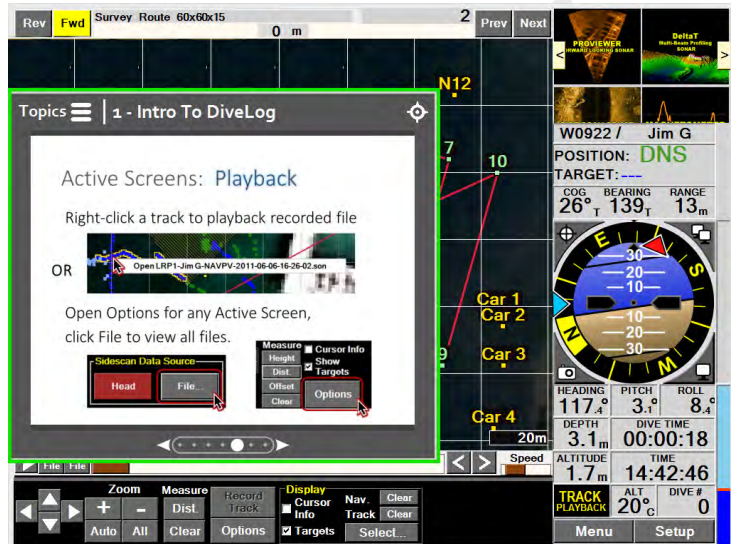 Rev
Fwd
Survey Route 60x60x15
2
Prev
Next
0 m
N12
7
10
Car 1
Car 2
Car 3
9
Car 4
20m
Topics
1 - Intro To DiveLog
Active Screens: Playback
Right-click a track to playback recorded file
OR
Open LRP1-Jim G-NAVPV-2011-06-06-16-26-02.son
Open Options for any Active Screen,
click File to view all files.
Sidescan Data Source
Head
File...
Measure
Height
Dist.
Offset
Clear
Cursor Info
Show
Targets
Options
File
File
<
>
Speed
Zoom
+
-
Auto
All
Measure
Dist.
Clear
Record
Track
Options
Display
Cursor
Info
Targets
Nav.
Clear
Track
Clear
Select...
<
PROVIEWER
DeltaT
Multi-Beam Profiling
SONAR
>
W0922 / Jim G
POSITION: DNS
TARGET:---
COG
BEARING
RANGE
26° T
139 T
13 m
E
S
W
N
30
20
10
10
20
30
HEADING
PITCH
ROLL
117.4°
3.1°
8.4°
DEPTH
DIVE TIME
3.1 m
00:00:18
ALTITUDE
TIME
1.7 m
14:42:46
TRACK
PLAYBACK
ALT
20°C
DIVE #
0
Menu
Setup